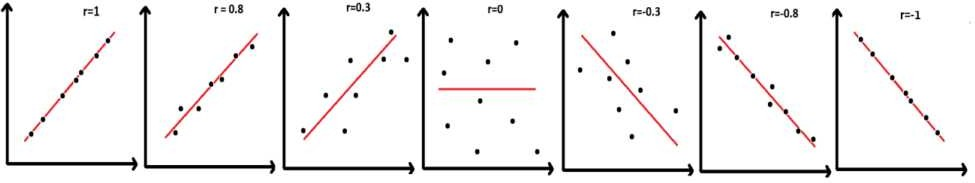 r=1
r = 0.8
r=0.3
r=0
r=-0.3
r=-0.8
r=-1